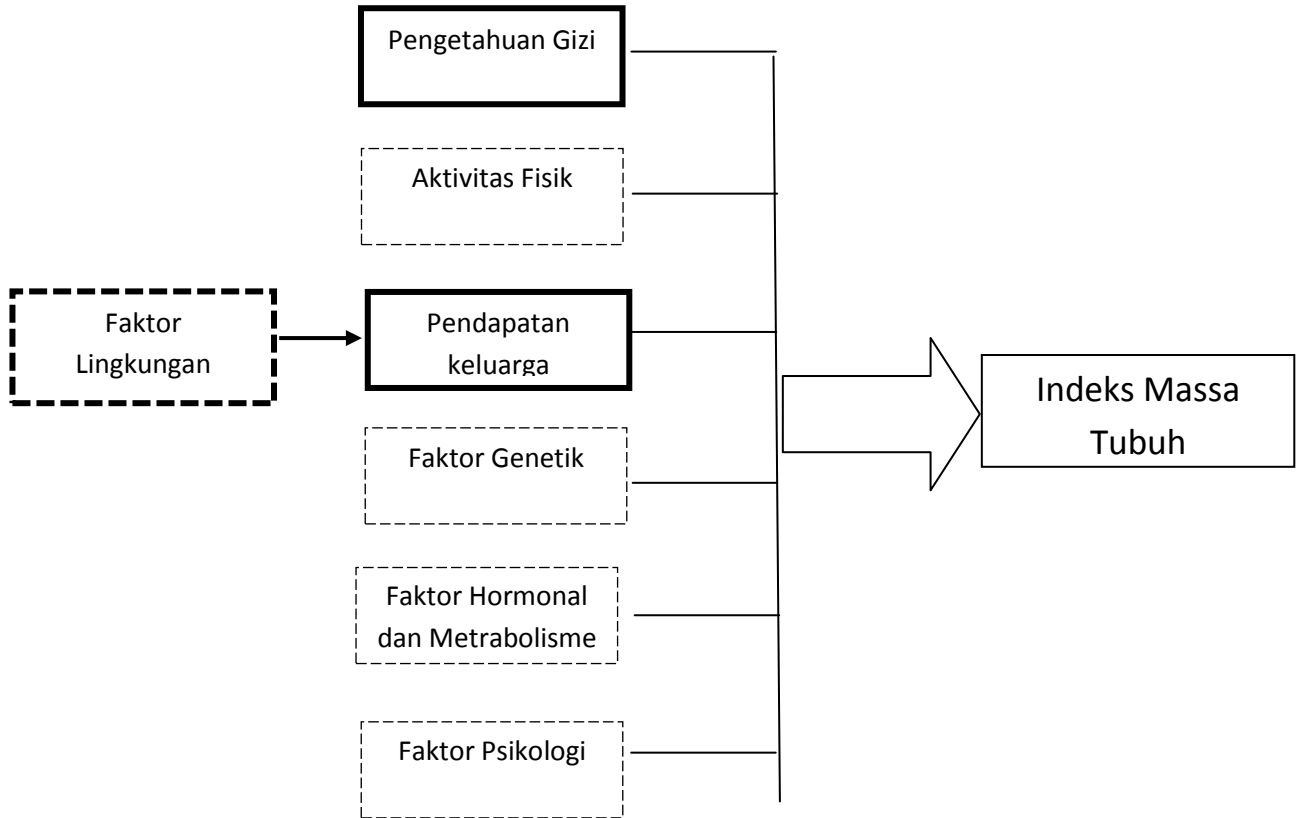 Pengetahuan Gizi
Aktivitas Fisik
Faktor
Lingkungan
Pendapatan
keluarga
Indeks Massa
Tubuh
Faktor Genetik
Faktor Hormonal
dan Metrabolisme
Faktor Psikologi